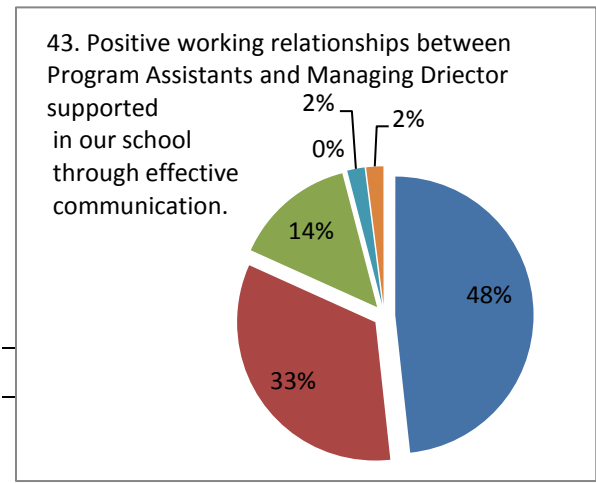 43. Positive working relationships between
Program Assistants and Managing Driector
supported
in our school
through effective
communication.
2%
2%
0%
14%
48%
33%